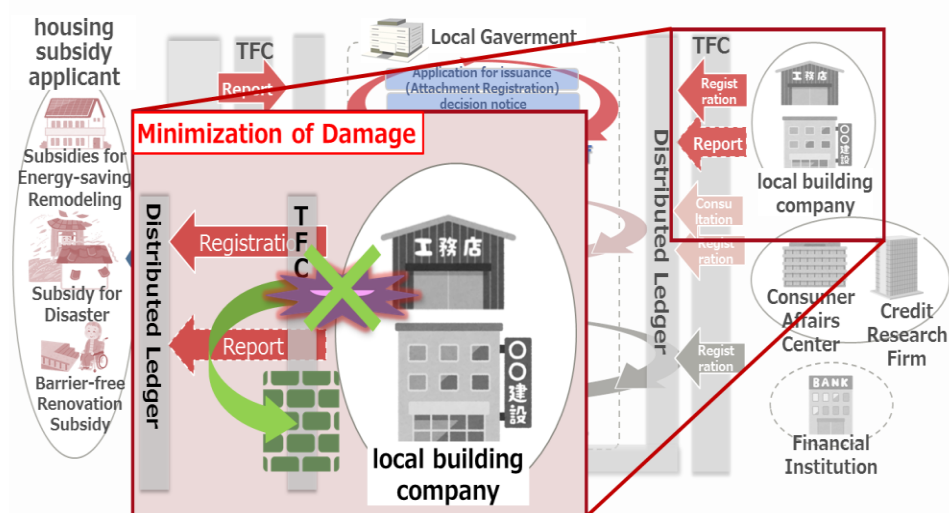 housing
subsidy
applicant
Subsidies for
Energy-saving
Remodeling
Subsidy for
Disaster
Barrier-free
Renovation
Subsidy
TFC
Report
Local Gaverment
Application for issuance
(Attachment Registration)
decision notice
Minimization of Damage
Distributed Ledger
TFC
Registratio
Report
工務店
〇〇建設
local building
company
Distributed Ledger
TFC
Regist
ration
Report
工務店
〇〇建設
local building
company
Consu
ltation
Regist
ration
Regist
ration
Consumer
Affairs
Center
Credit
Research
Firm
BANK
Financial
Institution